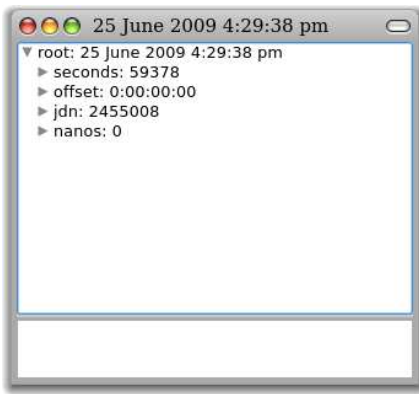 25 June 2009 4:29:38 pm
root: 25 June 2009 4:29:38 pm
seconds: 59378
offset: 0:00:00:00
jdn: 2455008
nanos: 0